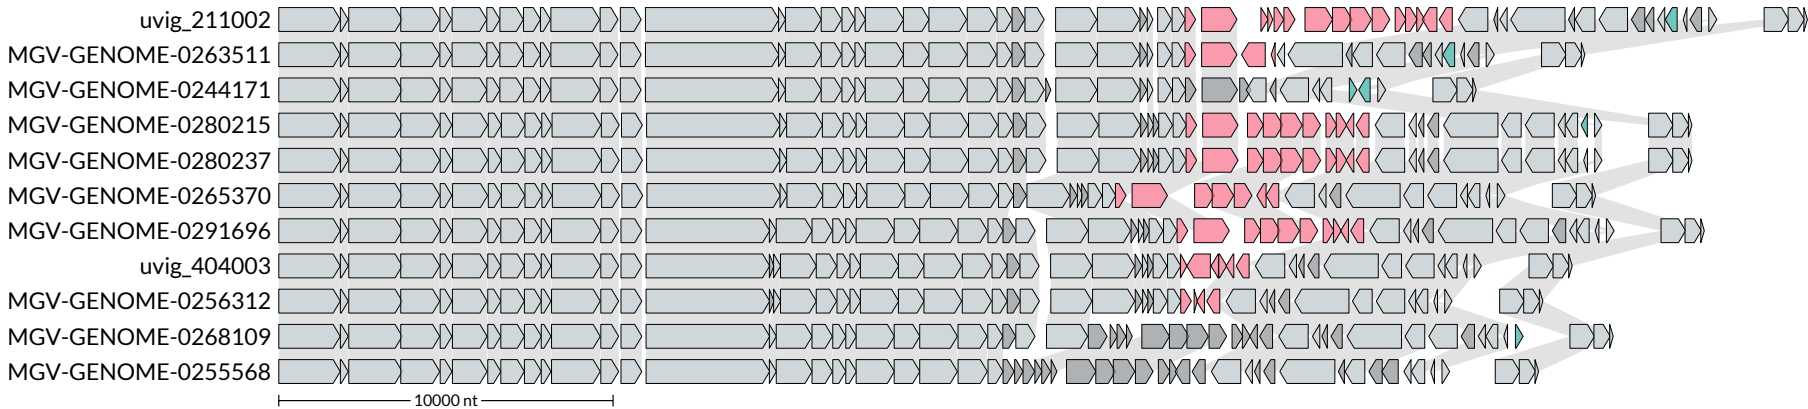 uvig_211002
MGV-GENOME-0263511
MGV-GENOME-0244171
MGV-GENOME-0280215
MGV-GENOME-0280237
MGV-GENOME-0265370
MGV-GENOME-0291696
uvig_404003
MGV-GENOME-0256312
MGV-GENOME-0268109
MGV-GENOME-0255568
10000 nt